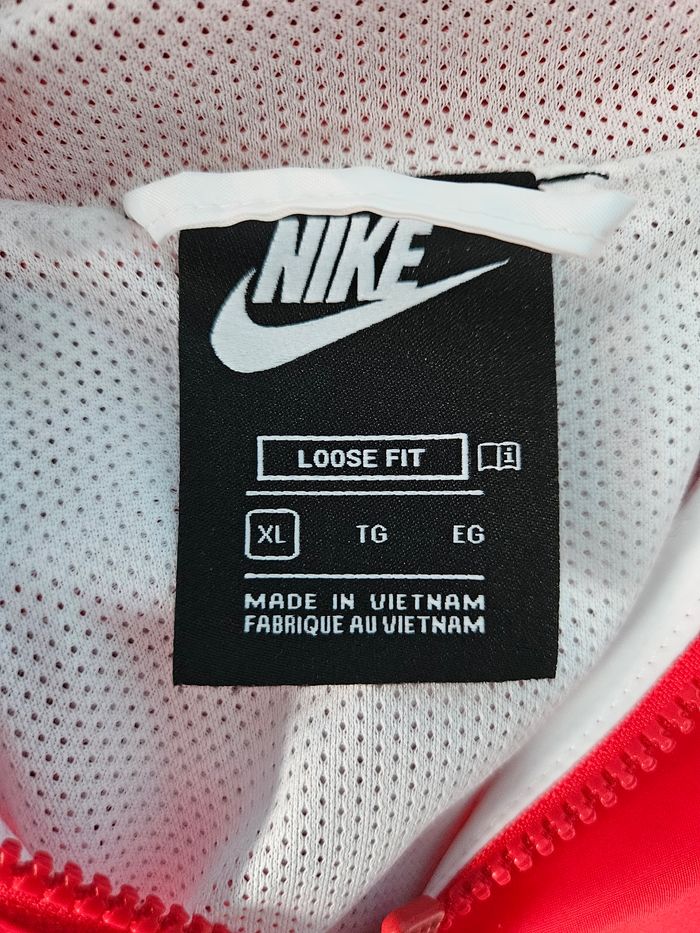 NIKE
LOOSE FIT i
XL TG EG
MADE IN VIETNAM
FABRIQUE AU VIETNAM